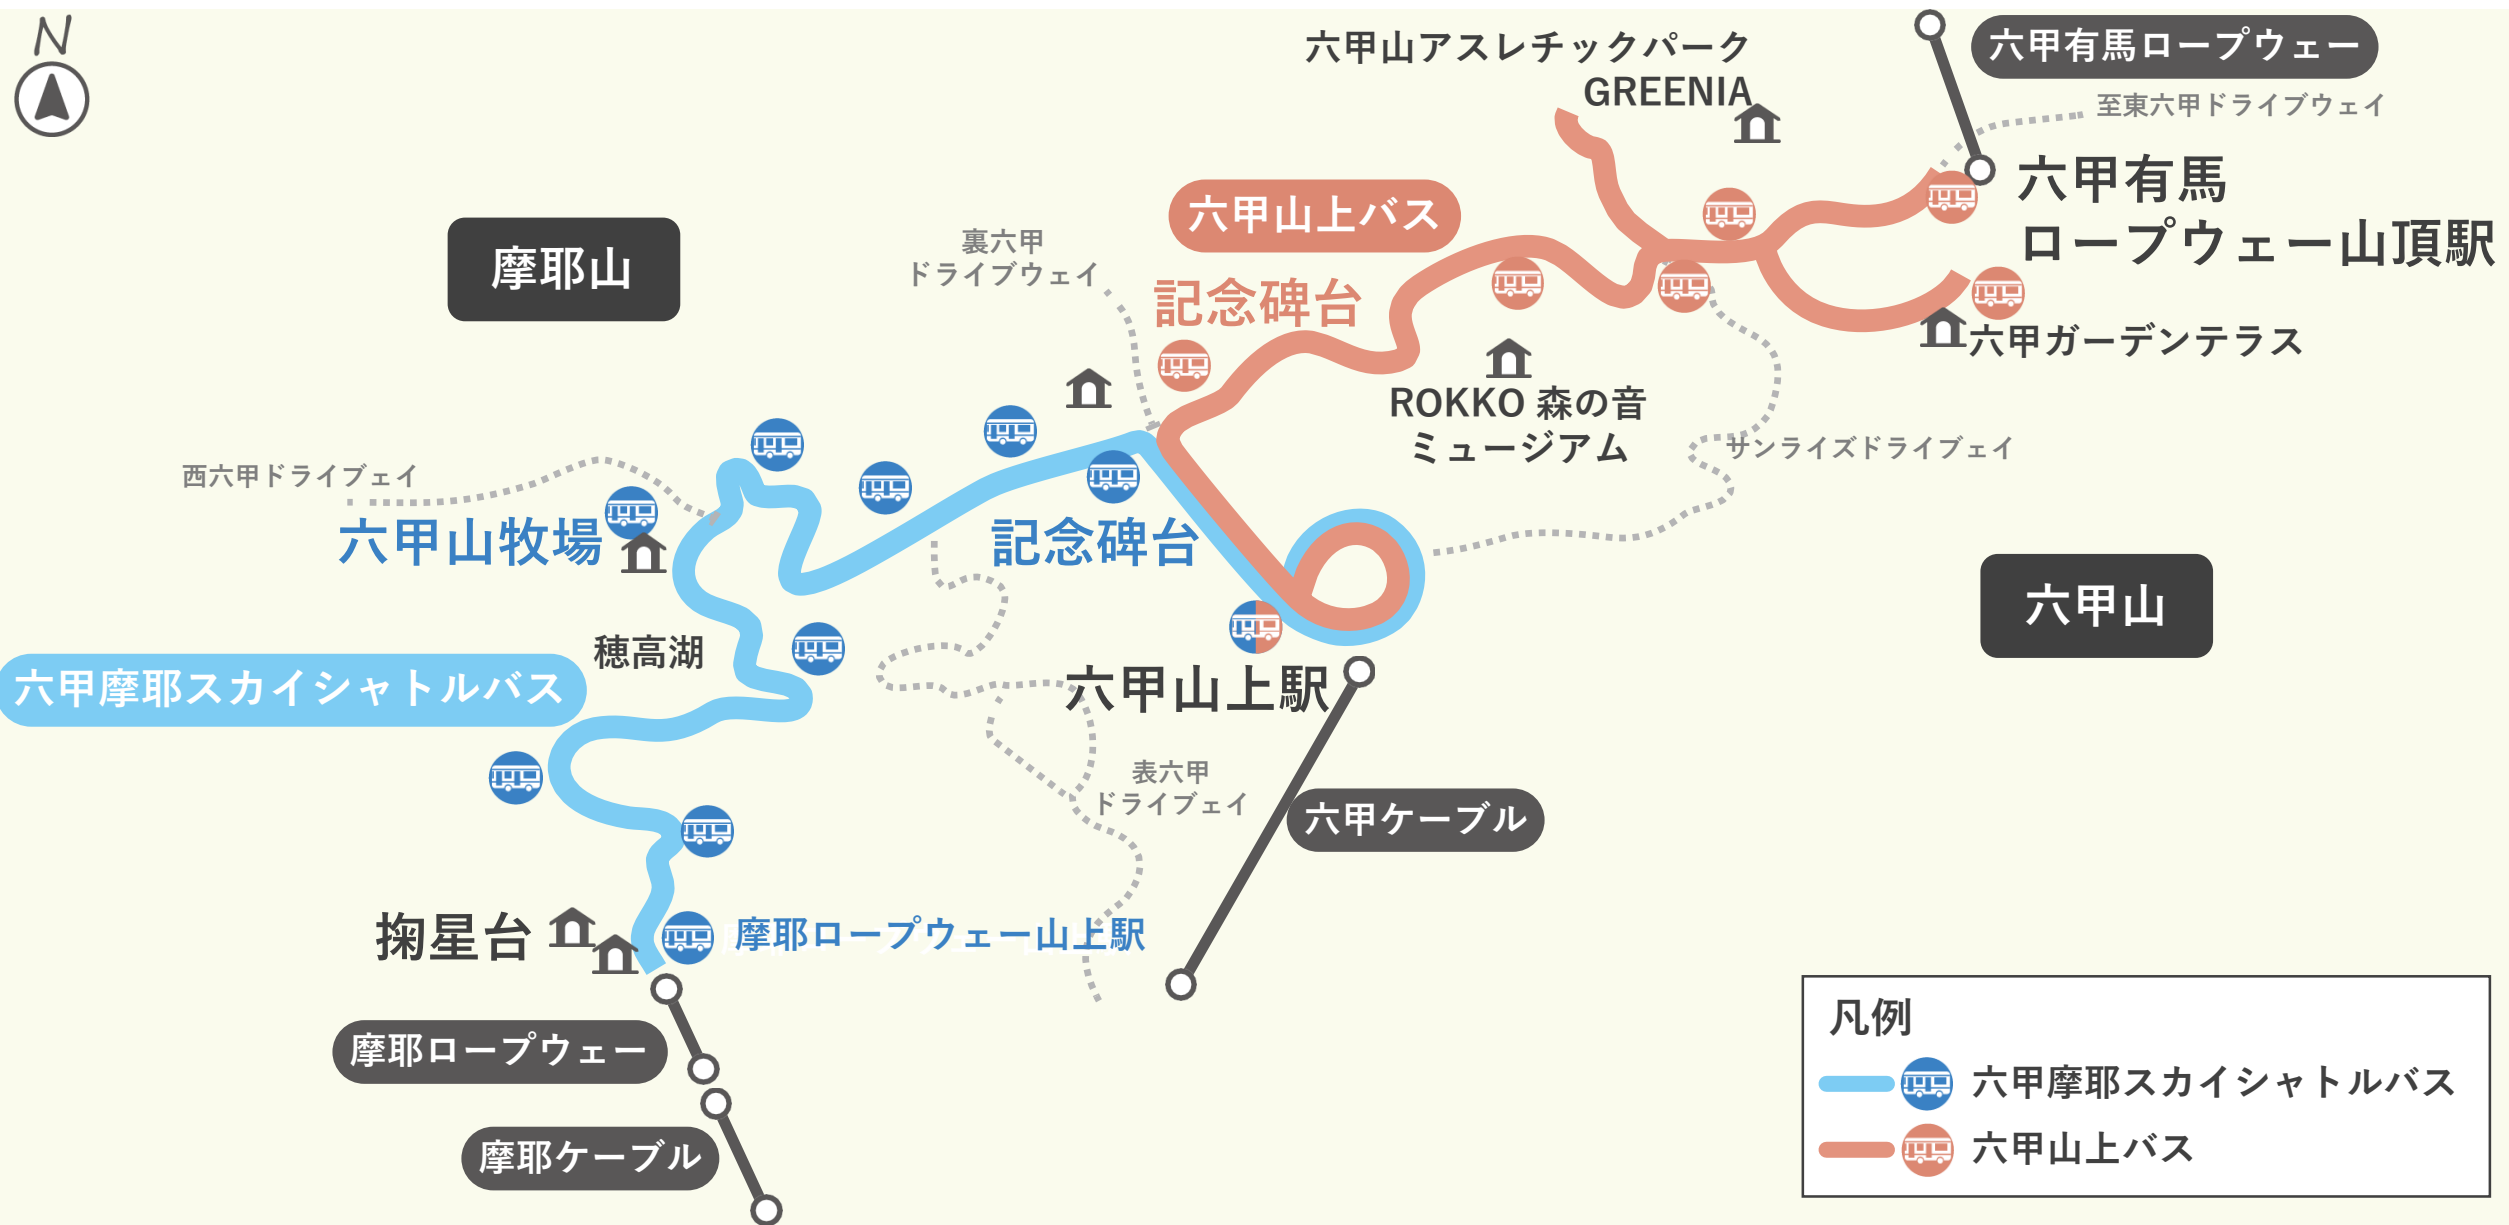 N
六甲山アスレチックパーク
GREENIA
六甲有馬ロープウェー
至東六甲ドライブウェイ
六甲有馬
ロープウェー山頂駅
六甲山上バス
摩耶山
裏六甲
ドライブウェイ
記念碑台
六甲ガーデンテラス
ROKKO 森の音
ミュージアム
サンライズドライブェイ
西六甲ドライブェイ
六甲山牧場
記念碑台
六甲山
穂高湖
六甲摩耶スカイシャトルバス
六甲山上駅
表六甲
ドライブェイ
六甲ケーブル
掬星台
摩耶ロープウェー山上駅
摩耶ロープウェー
摩耶ケーブル
凡例
六甲摩耶スカイシャトルバス
六甲山上バス